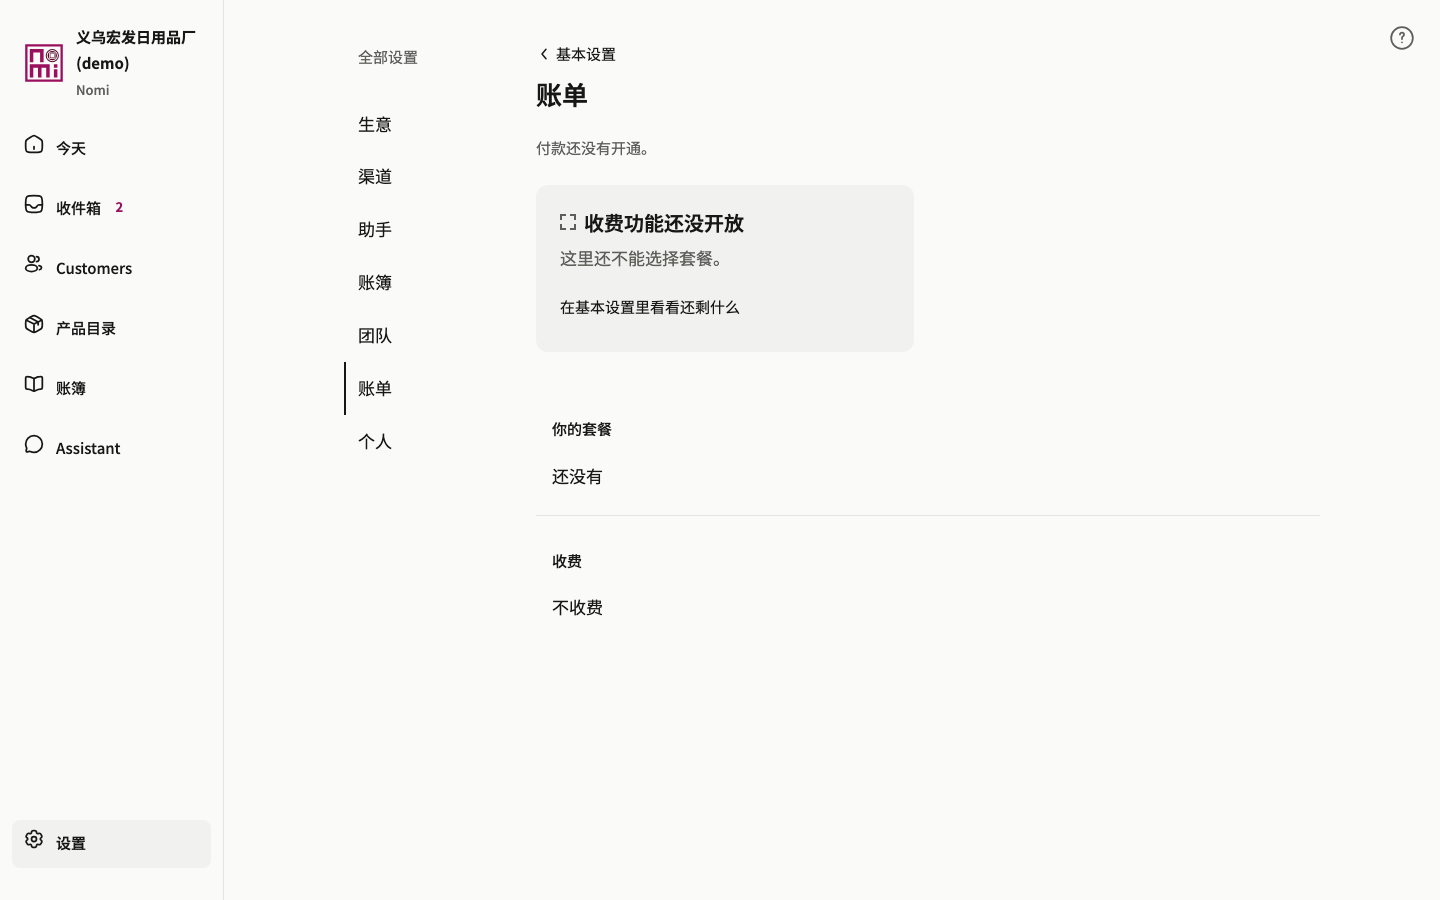 义乌宏发日用品厂
(demo)
Nomi
今天
收件箱 2
Customers
产品目录
账簿
Assistant
设置
全部设置
生意
渠道
助手
账簿
团队
账单
个人
基本设置
账单
付款还没有开通。
收费功能还没开放
这里还不能选择套餐。
在基本设置里看看还剩什么
你的套餐
还没有
收费
不收费